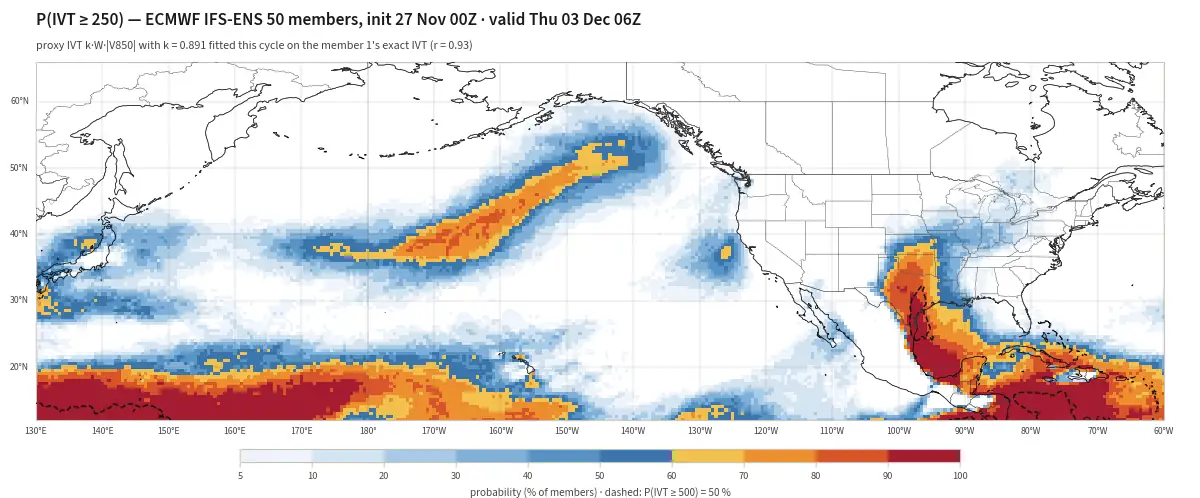 P(IVT ≥ 250) — ECMWF IFS-ENS 50 members, init 27 Nov 00Z · valid Thu 03 Dec 06Z
proxy IVT k·W·|V850| with k = 0.891 fitted this cycle on the member 1's exact IVT (r = 0.93)
60°N
50°N
40°N
30°N
20°N
130°E 140°E 150°E 160°E 170°E 180° 170°W 160°W 150°W 140°W 130°W 120°W 110°W 100°W 90°W 80°W 70°W 60°W
5 10 20 30 40 50 60 70 80 90 100
probability (% of members) · dashed: P(IVT ≥ 500) = 50 %